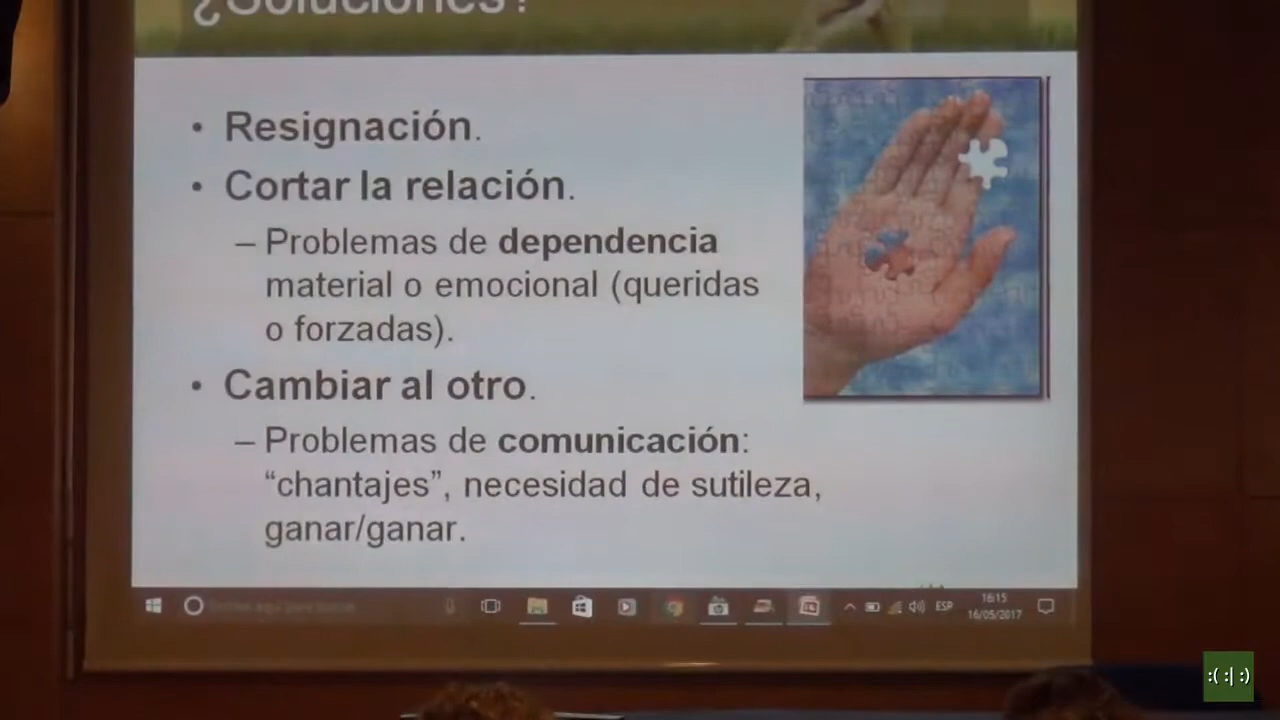 ¿Soluciones?
• Resignación.
• Cortar la relación.
– Problemas de dependencia
material o emocional (queridas
o forzadas).
• Cambiar al otro.
– Problemas de comunicación:
“chantajes”, necesidad de sutileza,
ganar/ganar.
ESP
16:15
16/05/2017
:( :| :)